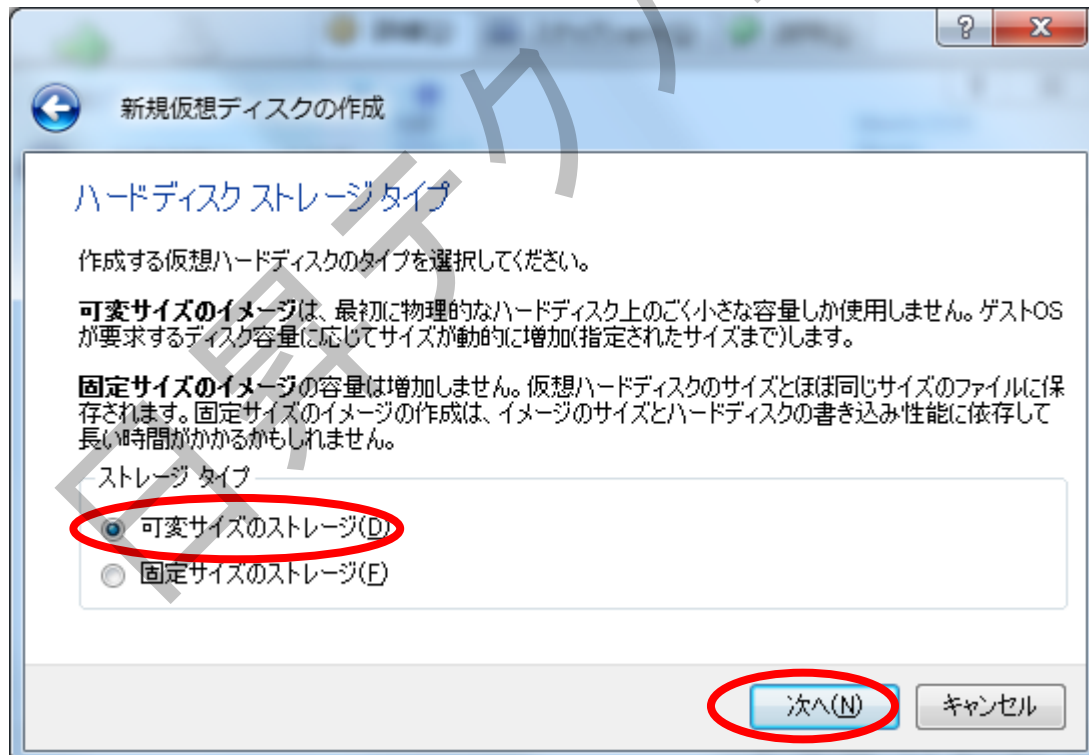 新規仮想ディスクの作成
ハードディスク ストレージ タイプ
作成する仮想ハードディスクのタイプを選択してください。
可変サイズのイメージは、最初に物理的なハードディスク上のごく小さな容量しか使用しません。ゲストOS
が要求するディスク容量に応じてサイズが動的に増加(指定されたサイズまで)します。
固定サイズのイメージの容量は増加しません。仮想ハードディスクのサイズとほぼ同じサイズのファイルに保
存されます。固定サイズのイメージの作成は、イメージのサイズとハードディスクの書き込み性能に依存して
長い時間がかかるかもしれません。
ストレージ タイプ
可変サイズのストレージ(D)
固定サイズのストレージ(F)
次へ(N)
キャンセル